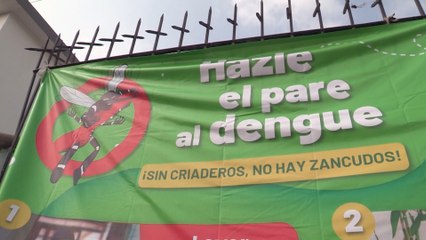 Hazle
el pare
al dengue
¡SIN CRIADEROS, NO HAY ZANCUDOS!
1
2